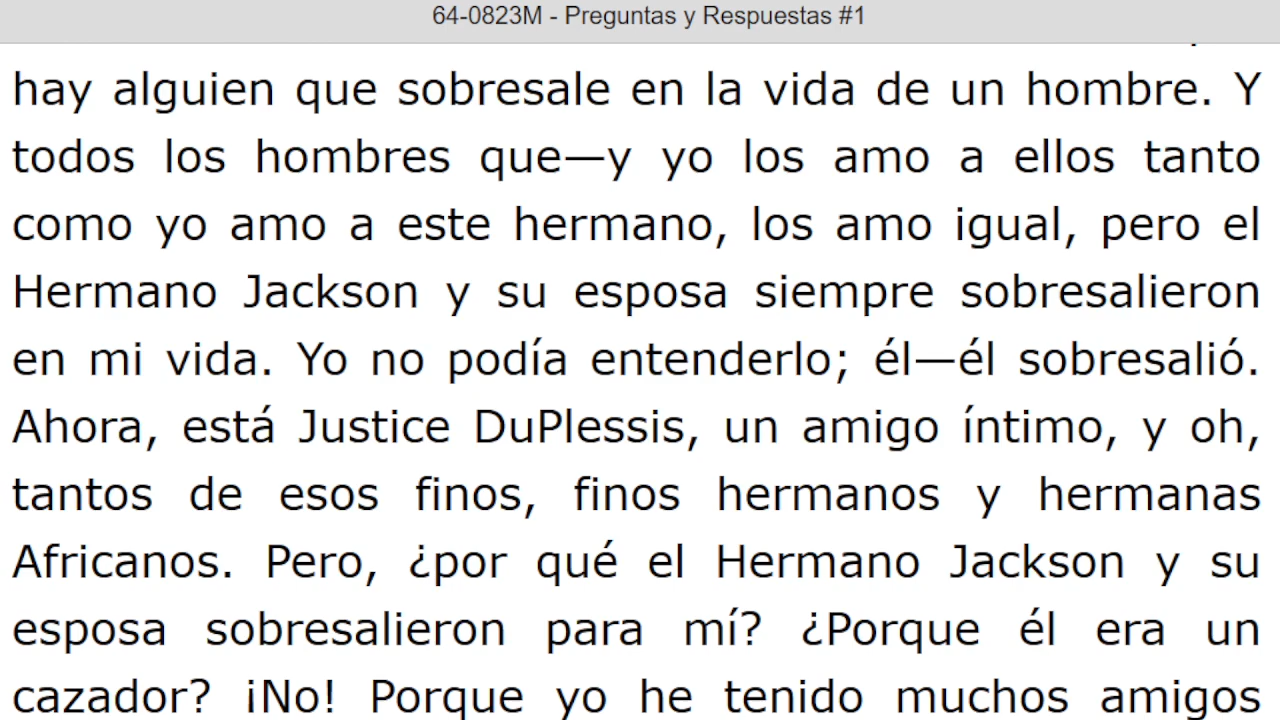 64-0823M - Preguntas y Respuestas #1
hay alguien que sobresale en la vida de un hombre. Y
todos los hombres que—y yo los amo a ellos tanto
como yo amo a este hermano, los amo igual, pero el
Hermano Jackson y su esposa siempre sobresalieron
en mi vida. Yo no podía entenderlo; él—él sobresalió.
Ahora, está Justice DuPlessis, un amigo íntimo, y oh,
tantos de esos finos, finos hermanos y hermanas
Africanos. Pero, ¿por qué el Hermano Jackson y su
esposa sobresalieron para mí? ¿Porque él era un
cazador? ¡No! Porque yo he tenido muchos amigos